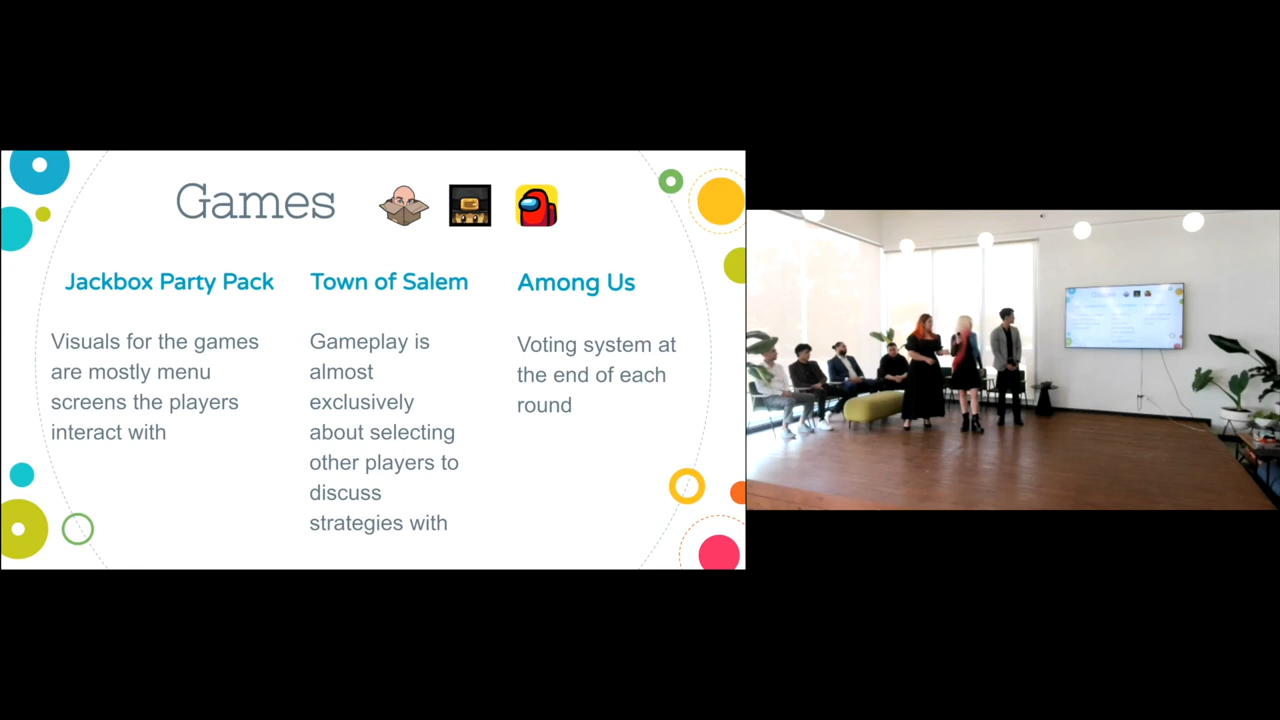 Games
Jackbox Party Pack
Visuals for the games
are mostly menu
screens the players
interact with
Town of Salem
Gameplay is
almost
exclusively
about selecting
other players to
discuss
strategies with
Among Us
Voting system at
the end of each
round